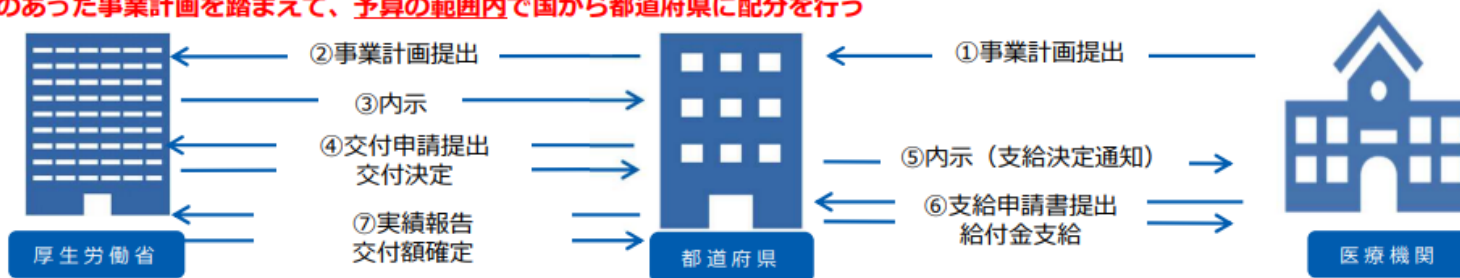 のあった事業計画を踏まえて、予算の範囲内で国から都道府県に配分を行う
②事業計画提出
①事業計画提出
③内示
④交付申請提出
交付決定
⑤内示（支給決定通知）
⑥支給申請書提出
給付金支給
⑦実績報告
交付額確定
厚生労働省
都道府県
医療機関